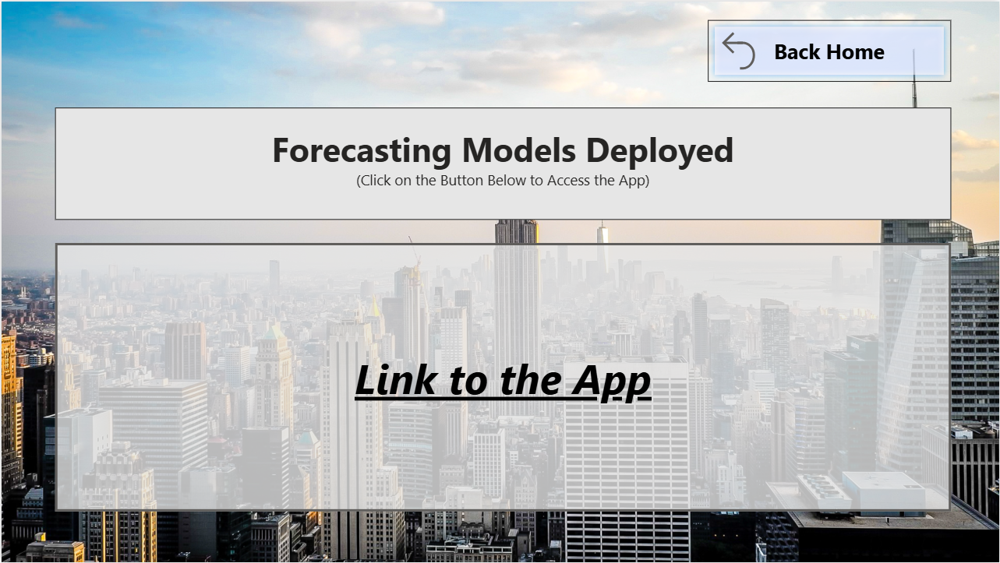 Back Home
Forecasting Models Deployed
(Click on the Button Below to Access the App)
Link to the App